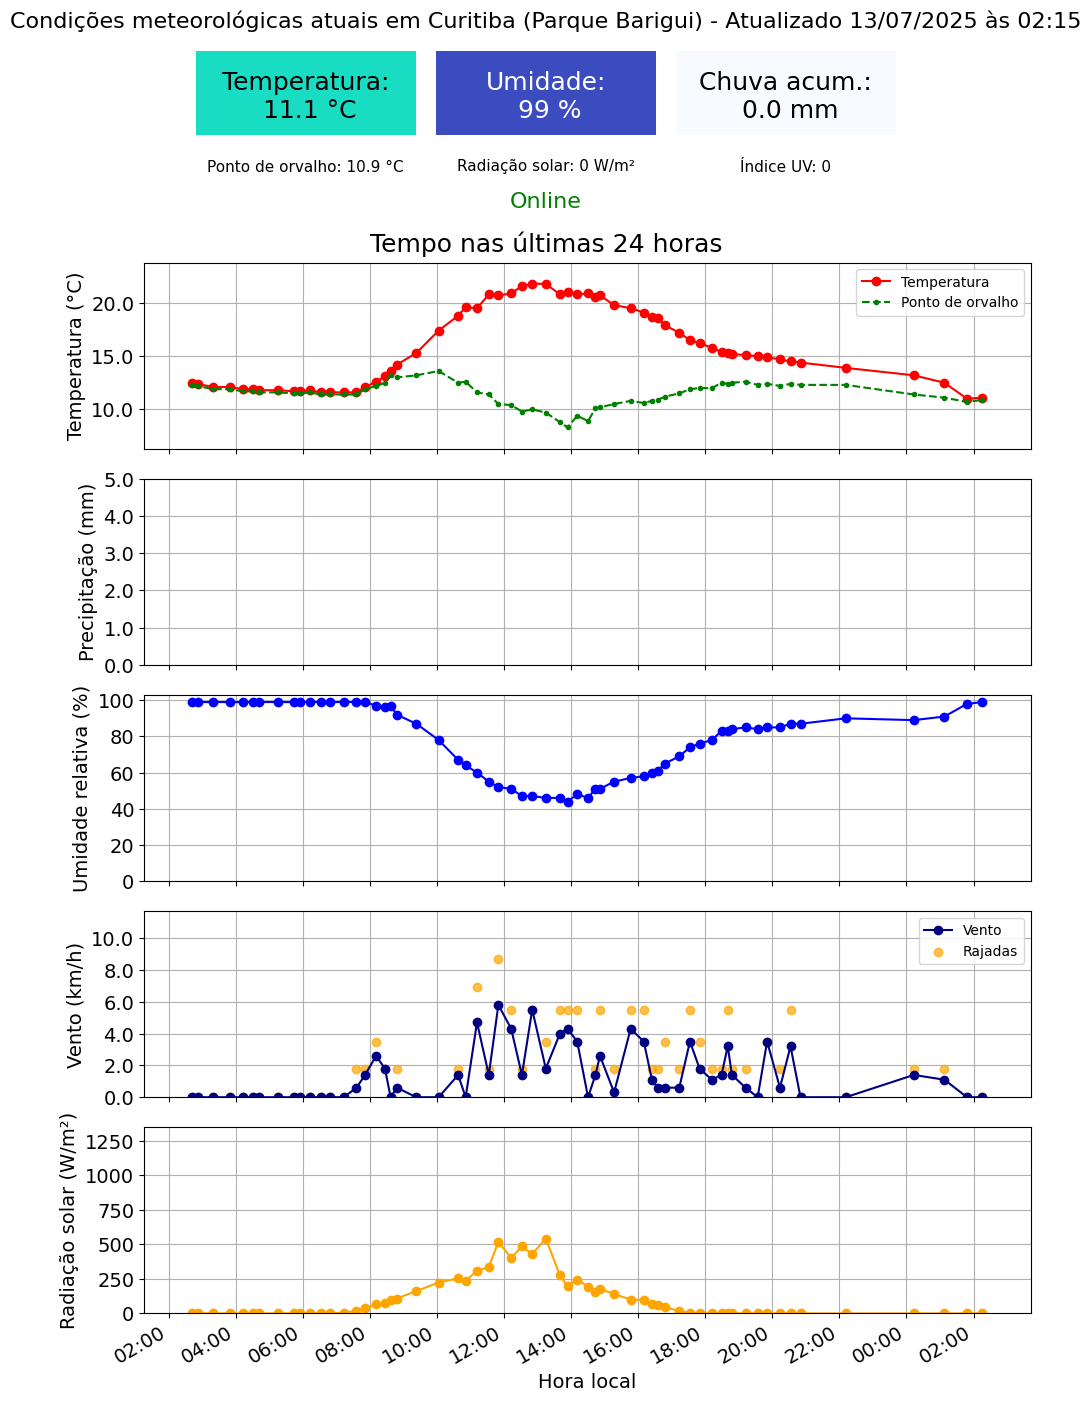 Condições meteorológicas atuais em Curitiba (Parque Barigui) - Atualizado 13/07/2025 às 02:15
Temperatura:
11.1 °C
Umidade:
99 %
Chuva acum.:
0.0 mm
Ponto de orvalho: 10.9 °C
Radiação solar: 0 W/m²
Índice UV: 0
Online
Tempo nas últimas 24 horas
Temperatura (°C)
20.0
15.0
10.0
Temperatura
Ponto de orvalho
Precipitação (mm)
5.0
4.0
3.0
2.0
1.0
0.0
Umidade relativa (%)
100
80
60
40
20
0
Vento (km/h)
10.0
8.0
6.0
4.0
2.0
0.0
Vento
Rajadas
Radiação solar (W/m²)
1250
1000
750
500
250
0
02:00
04:00
06:00
08:00
10:00
12:00
14:00
16:00
18:00
20:00
22:00
00:00
02:00
Hora local